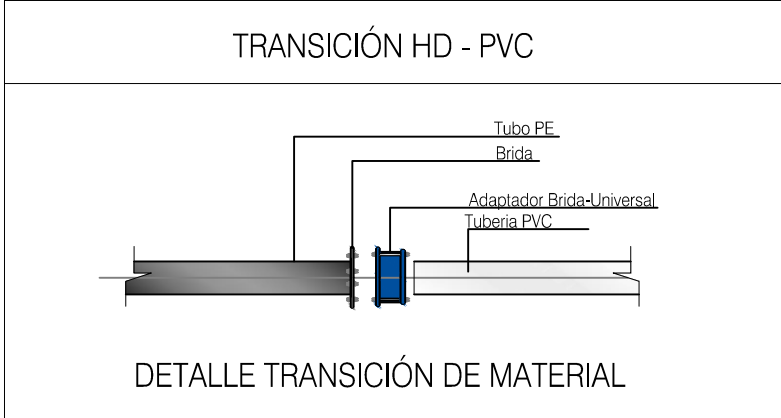 TRANSICIÓN HD - PVC
Tubo PE
Brida
Adaptador Brida-Universal
Tuberia PVC
DETALLE TRANSICIÓN DE MATERIAL